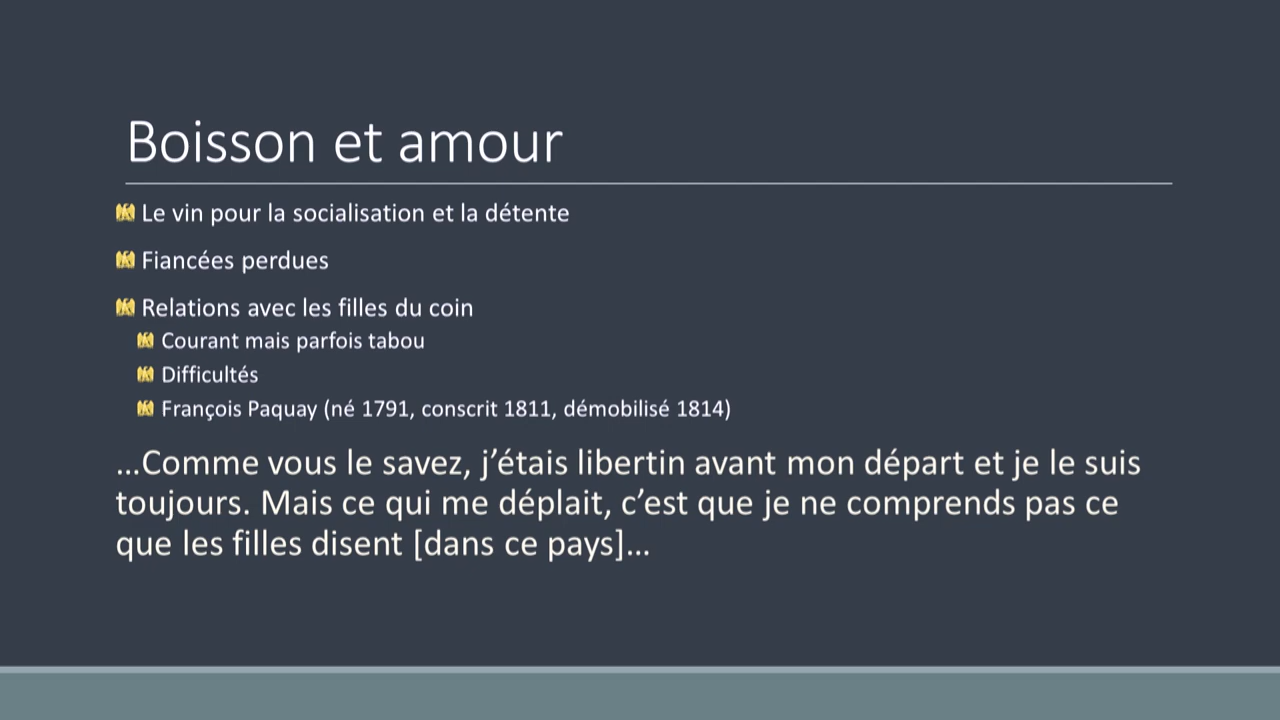 Boisson et amour
Le vin pour la socialisation et la détente
Fiancées perdues
Relations avec les filles du coin
Courant mais parfois tabou
Difficultés
François Paquay (né 1791, conscrit 1811, démobilisé 1814)
…Comme vous le savez, j’étais libertin avant mon départ et je le suis
toujours. Mais ce qui me déplait, c’est que je ne comprends pas ce
que les filles disent [dans ce pays]…